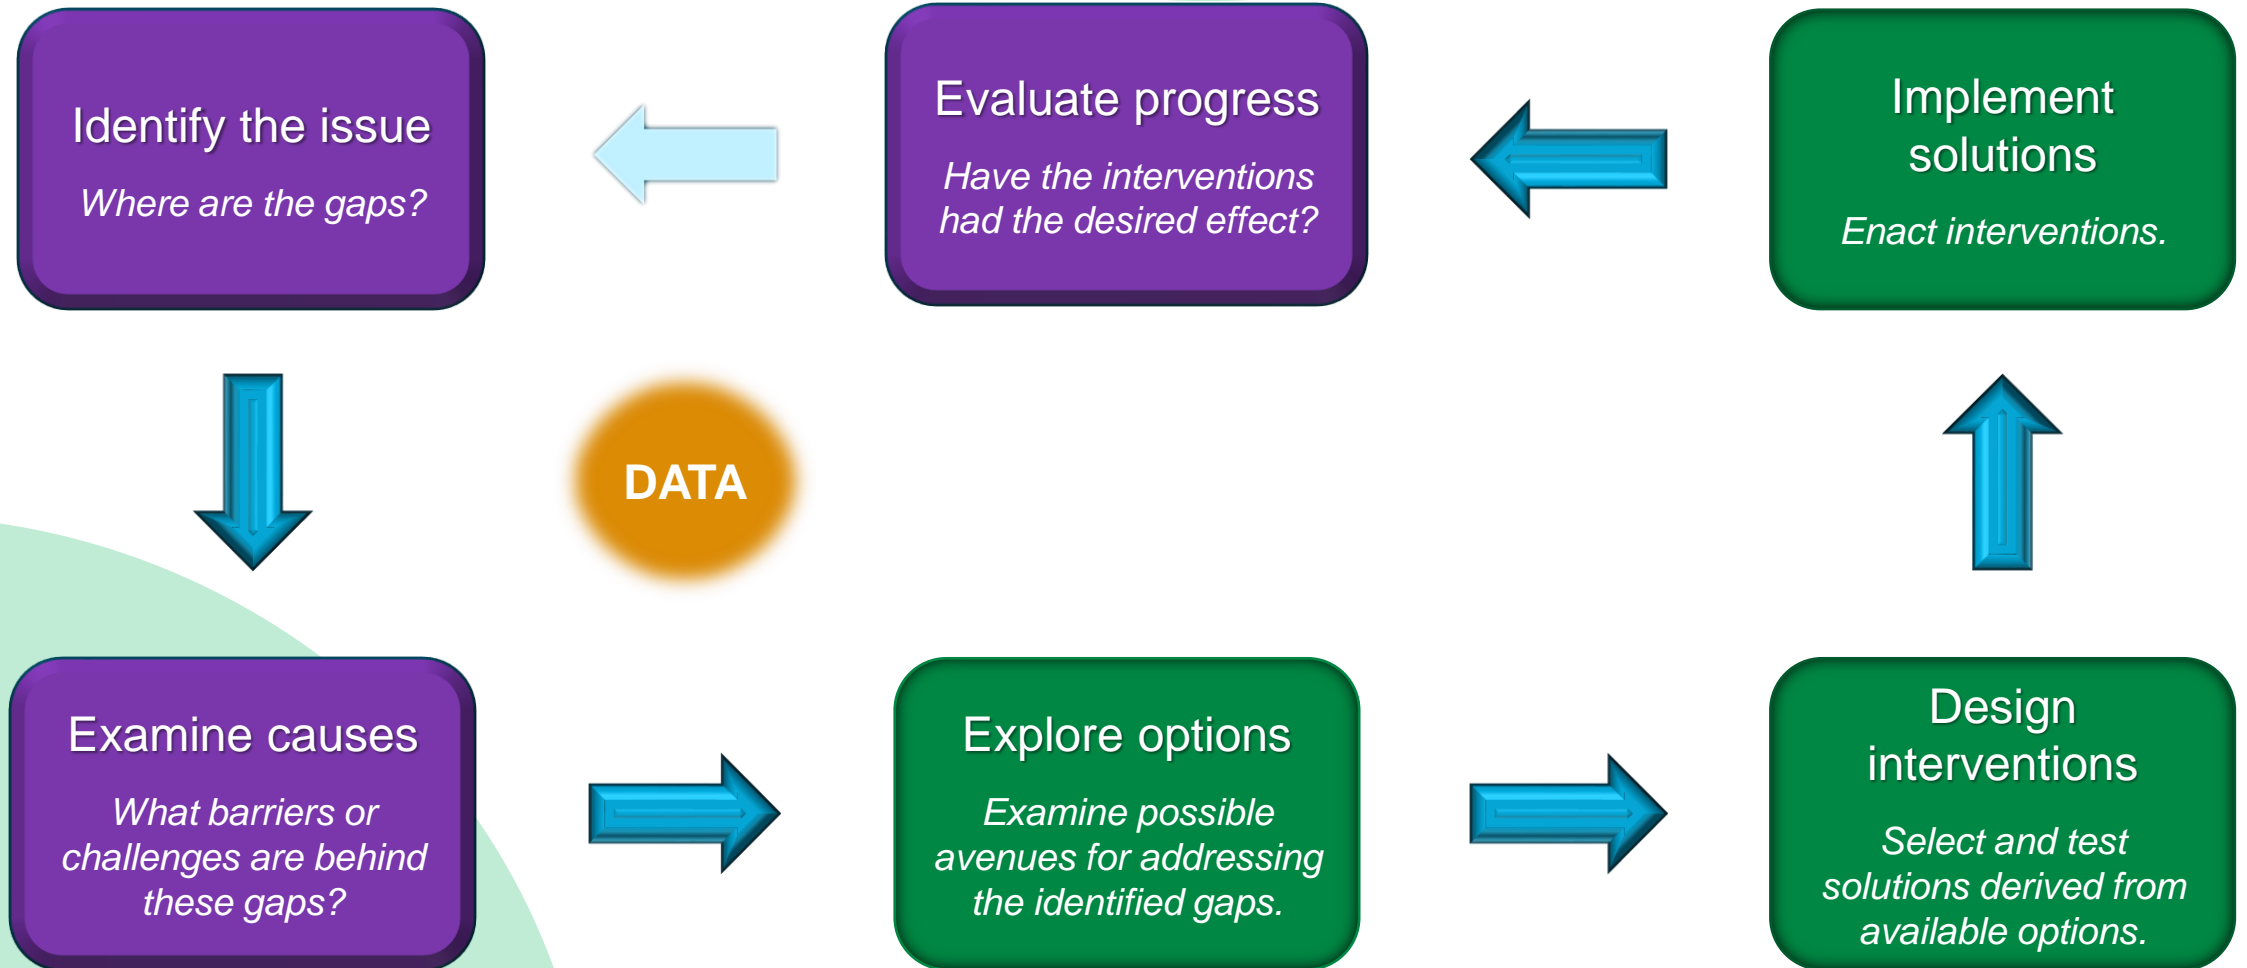 Identify the issue
Where are the gaps?
Evaluate progress
Have the interventions
had the desired effect?
Implement
solutions
Enact interventions.
DATA
Examine causes
What barriers or
challenges are behind
these gaps?
Explore options
Examine possible
avenues for addressing
the identified gaps.
Design
interventions
Select and test
solutions derived from
available options.